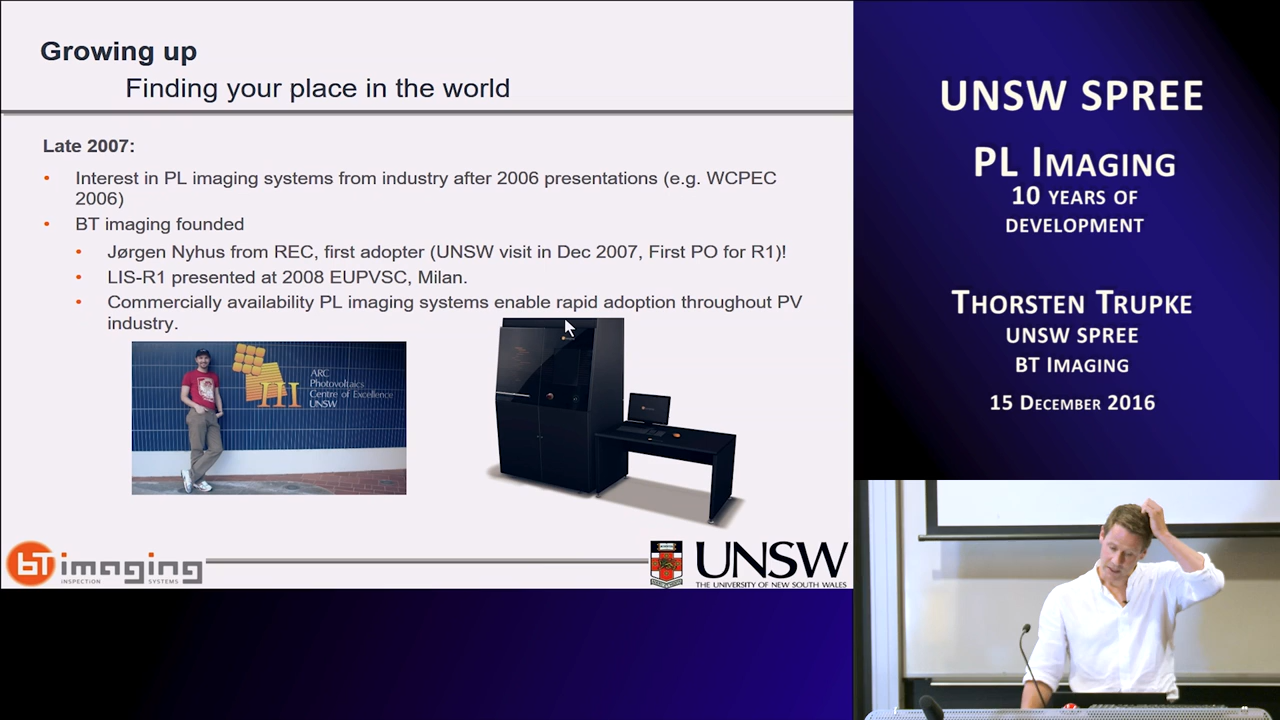 Growing up
Finding your place in the world
Late 2007:
• Interest in PL imaging systems from industry after 2006 presentations (e.g. WCPEC
2006)
• BT imaging founded
• Jørgen Nyhus from REC, first adopter (UNSW visit in Dec 2007, First PO for R1)!
• LIS-R1 presented at 2008 EUPVSC, Milan.
• Commercially availability PL imaging systems enable rapid adoption throughout PV
industry.
III
ARC
Photovoltaics
Centre of Excellence
UNSW
BT imaging
INSPECTION SYSTEMS
UNSW
THE UNIVERSITY OF NEW SOUTH WALES
UNSW SPREE
PL IMAGING
10 YEARS OF
DEVELOPMENT
THORSTEN TRUPKE
UNSW SPREE
BT IMAGING
15 DECEMBER 2016